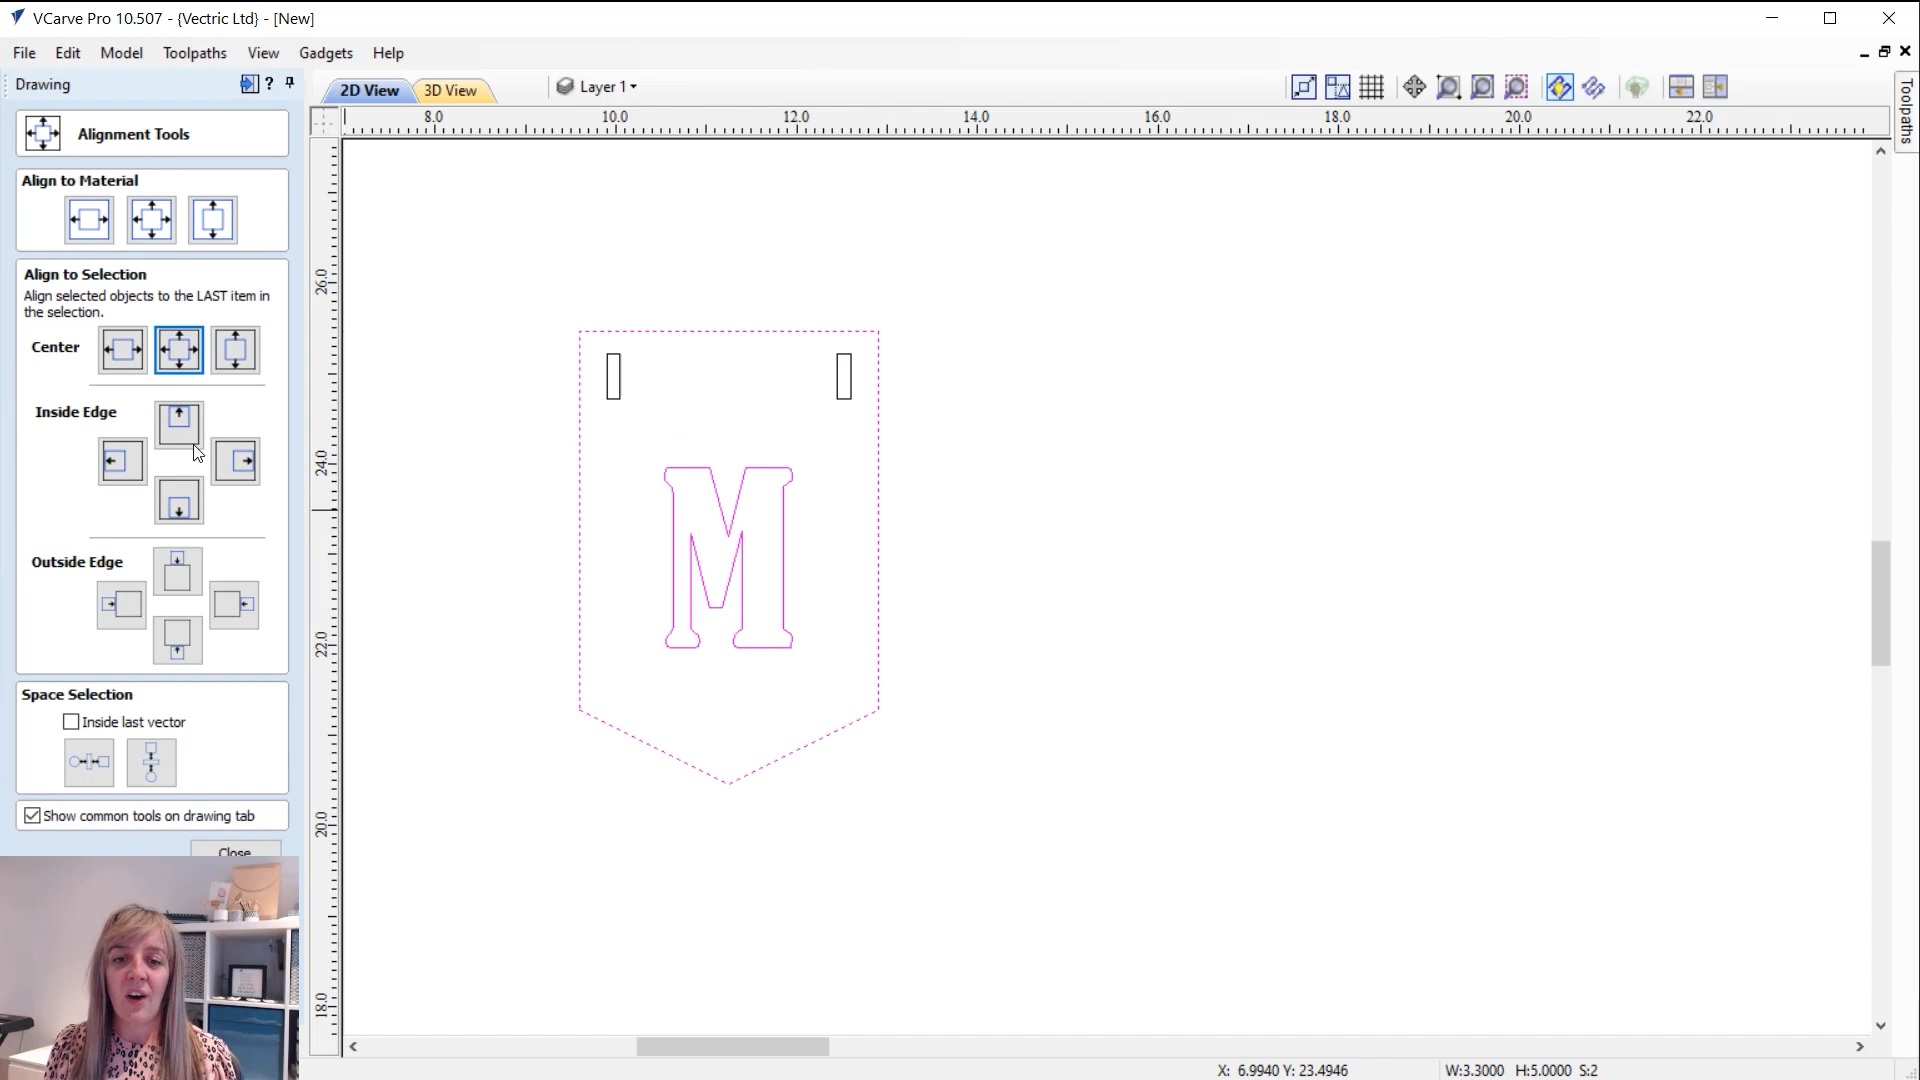 VCarve Pro 10.507 - {Vectric Ltd} - [New]
File Edit Model Toolpaths View Gadgets Help
Drawing
?
2D View
3D View
Layer 1
Toolpaths
8.0 10.0 12.0 14.0 16.0 18.0 20.0 22.0
Alignment Tools
Align to Material
Align to Selection
Align selected objects to the LAST item in
the selection.
Center
Inside Edge
Outside Edge
Space Selection
Inside last vector
Show common tools on drawing tab
Close
26.0
24.0
22.0
20.0
18.0
M
X: 6.9940 Y: 23.4946
W:3.3000 H:5.0000 S:2